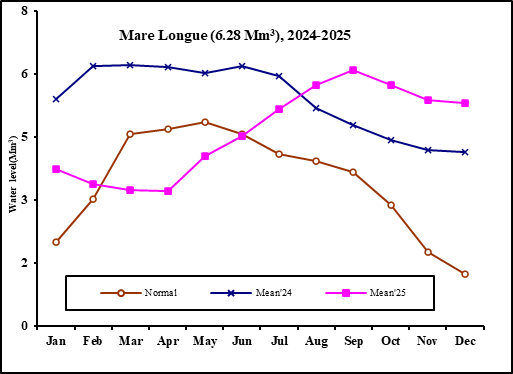 Mare Longue (6.28 Mm³), 2024-2025
8
6
5
3
2
0
Water level(Mm³)
Jan Feb Mar Apr May Jun Jul Aug Sep Oct Nov Dec
Normal Mean'24 Mean'25